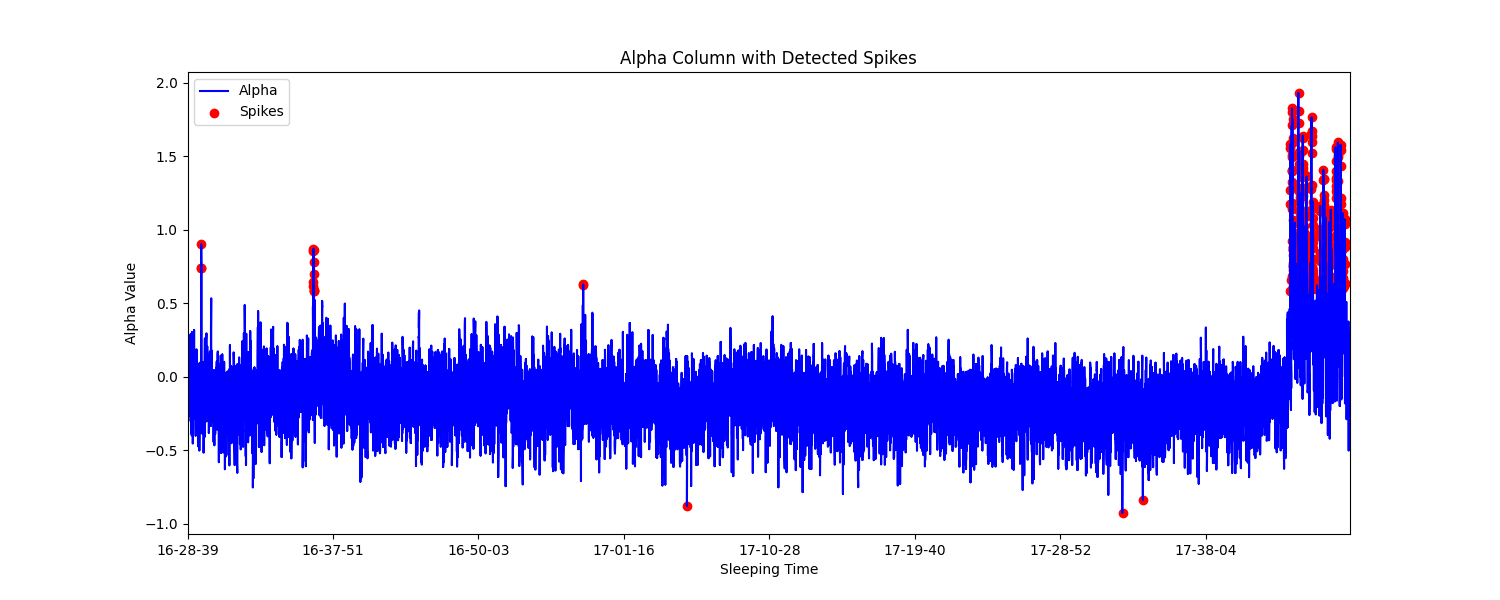 Alpha Column with Detected Spikes
Alpha
Spikes
Alpha Value
2.0
1.5
1.0
0.5
0.0
−0.5
−1.0
16-28-39 16-37-51 16-50-03 17-01-16 17-10-28 17-19-40 17-28-52 17-38-04
Sleeping Time